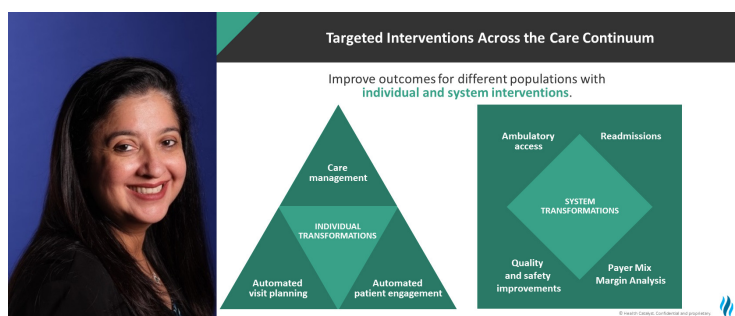 Targeted Interventions Across the Care Continuum
Improve outcomes for different populations with
individual and system interventions.
Care
management
INDIVIDUAL
TRANSFORMATIONS
Automated
visit planning
Automated
patient engagement
Ambulatory
access
Readmissions
SYSTEM
TRANSFORMATIONS
Quality
and safety
improvements
Payer Mix
Margin Analysis
© Health Catalyst. Confidential and proprietary.